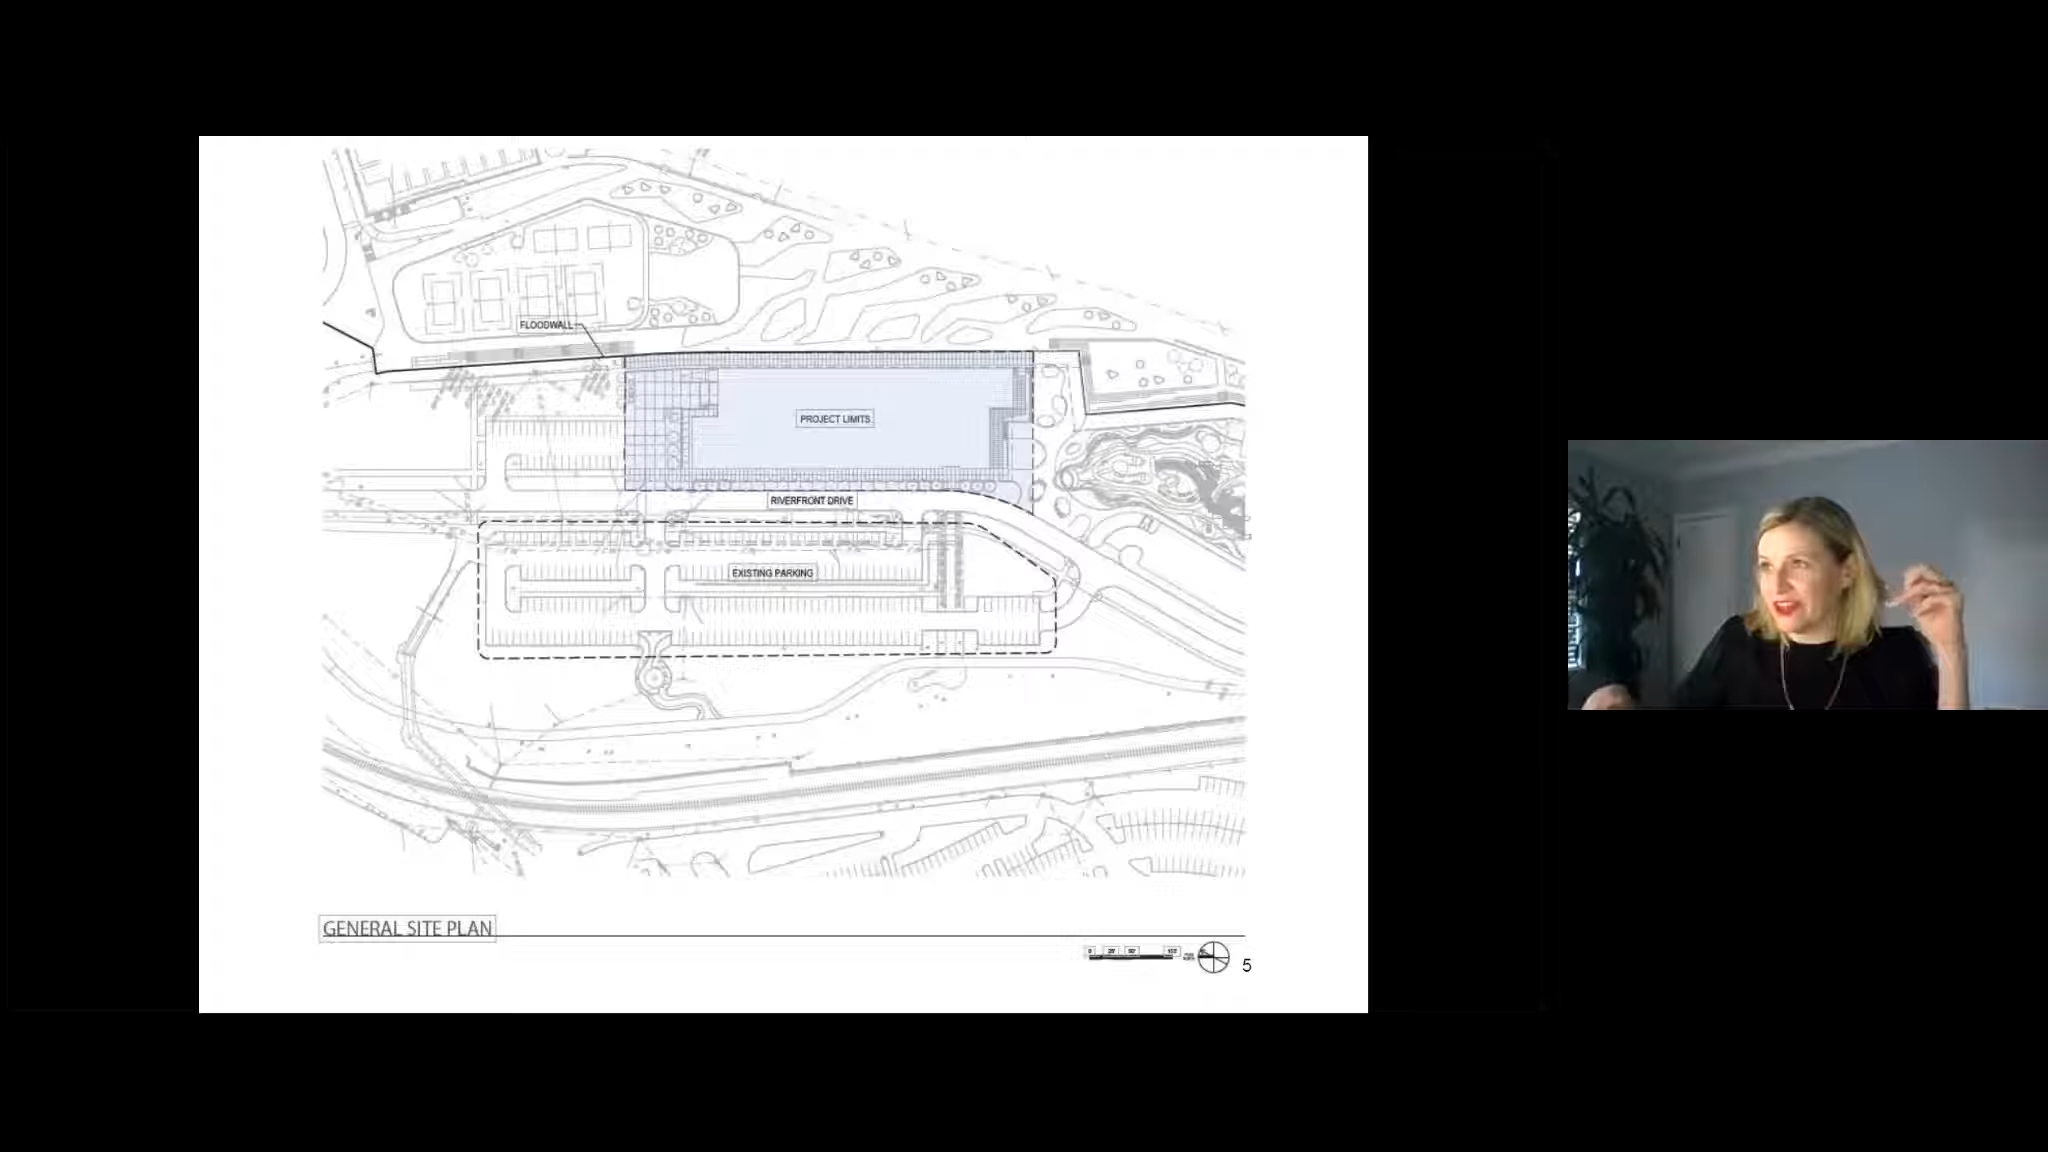 FLOODWALL
PROJECT LIMITS
RIVERFRONT DRIVE
EXISTING PARKING
GENERAL SITE PLAN
5